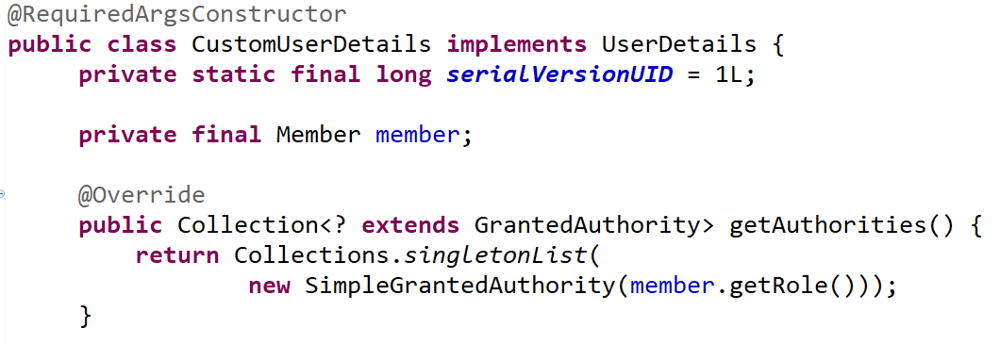 @RequiredArgsConstructor
public class CustomUserDetails implements UserDetails {
private static final long serialVersionUID = 1L;
private final Member member;
@Override
public Collection<? extends GrantedAuthority> getAuthorities() {
return Collections.singletonList(
new SimpleGrantedAuthority(member.getRole()));
}